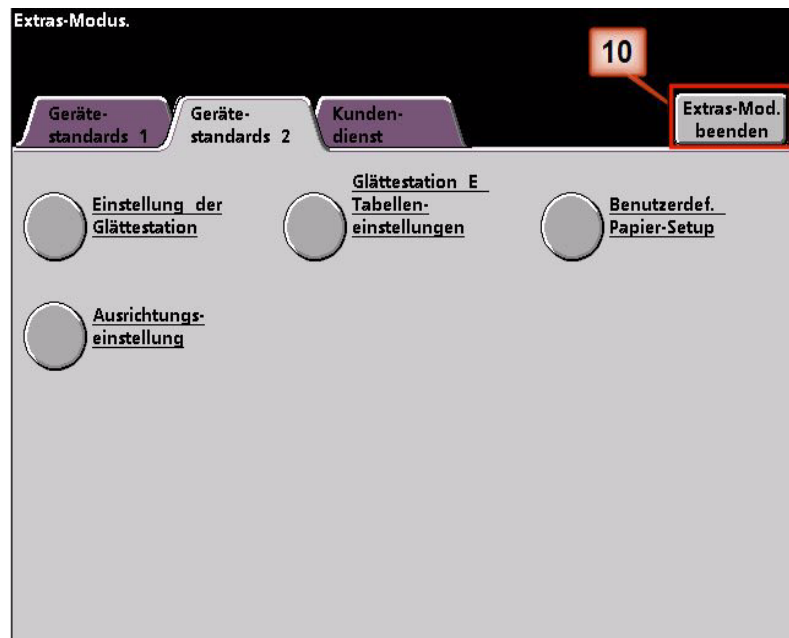 Extras-Modus.
10
Geräte-
standards 1
Geräte-
standards 2
Kunden-
dienst
Extras-Mod.
beenden
Einstellung der
Glättestation
Glättestation E
Tabellen-
einstellungen
Benutzerdef.
Papier-Setup
Ausrichtungs-
einstellung